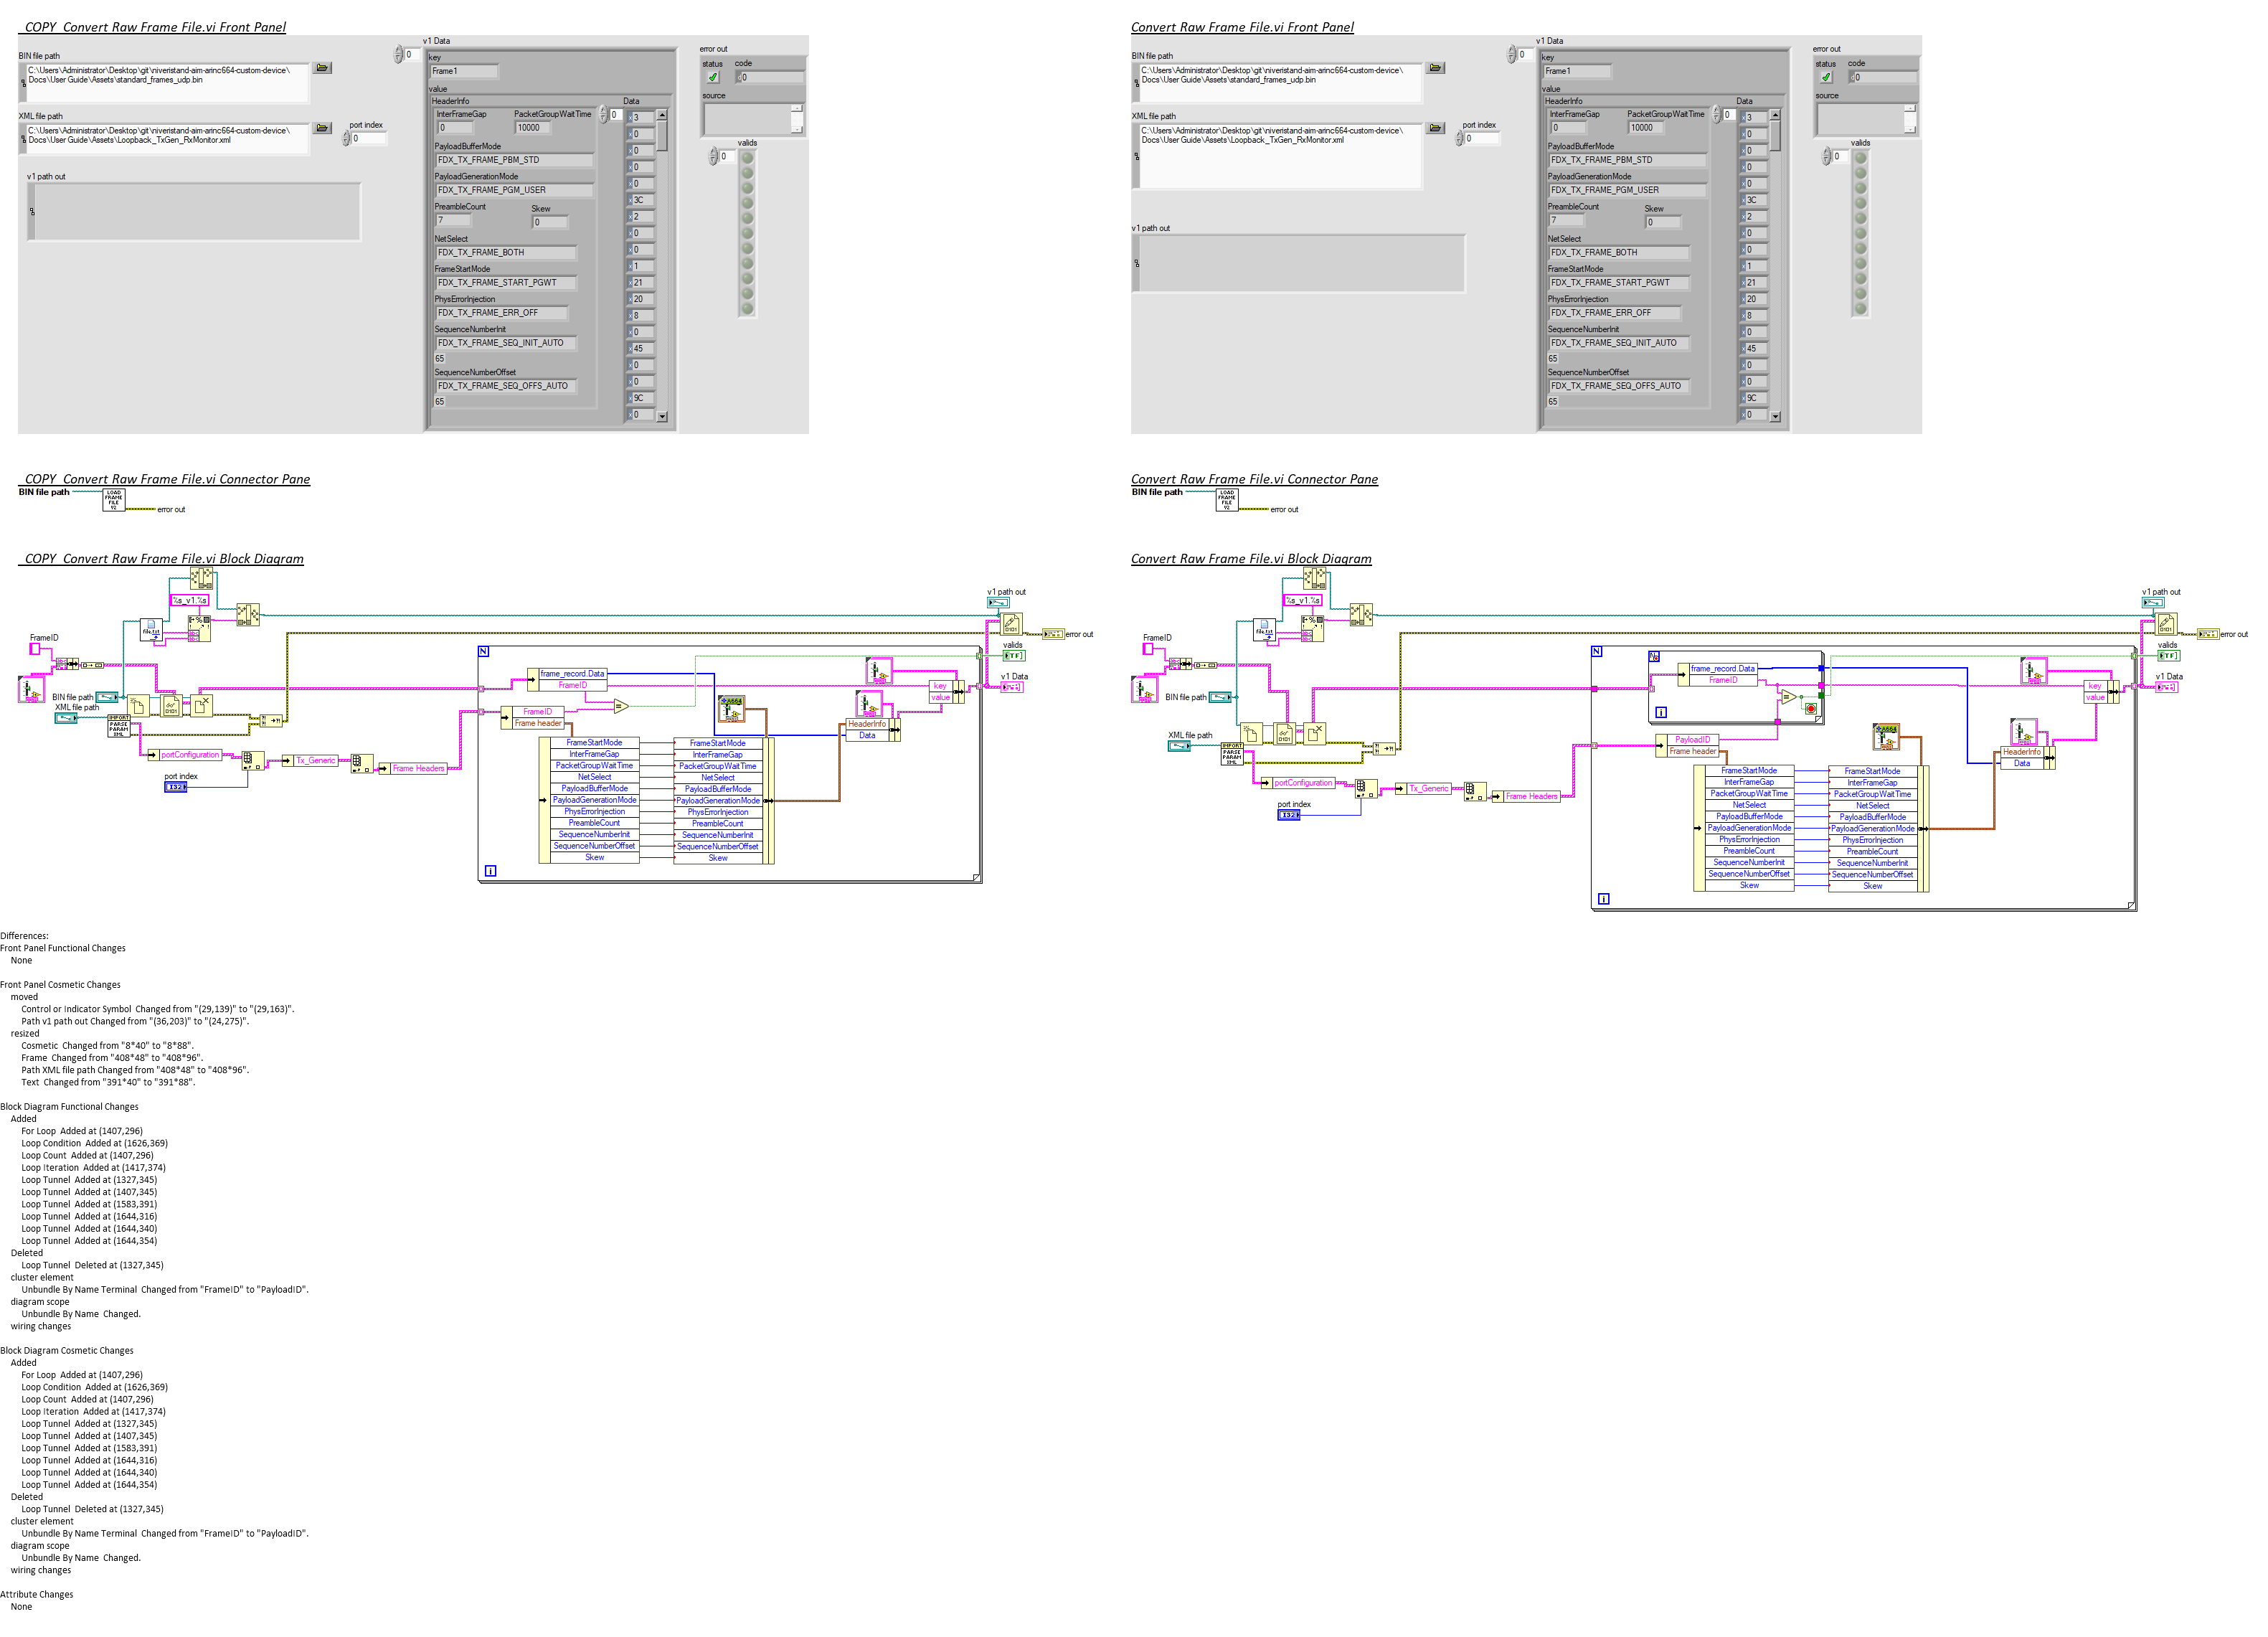 COPY  Convert Raw Frame File.vi Front Panel
BIN file path
C:\Users\Administrator\Desktop\git\niveristand-aim-arinc664-custom-device\
Docs\User Guide\Assets\standard_frames_udp.bin
XML file path
C:\Users\Administrator\Desktop\git\niveristand-aim-arinc664-custom-device\
Docs\User Guide\Assets\Loopback_TxGen_RxMonitor.xml
port index
0
v1 path out
v1 Data
0
key
Frame1
value
HeaderInfo
InterFrameGap
0
PacketGroupWaitTime
10000
PayloadBufferMode
FDX_TX_FRAME_PBM_STD
PayloadGenerationMode
FDX_TX_FRAME_PGM_USER
PreambleCount
7
Skew
0
NetSelect
FDX_TX_FRAME_BOTH
FrameStartMode
FDX_TX_FRAME_START_PGWT
PhysErrorInjection
FDX_TX_FRAME_ERR_OFF
SequenceNumberInit
FDX_TX_FRAME_SEQ_INIT_AUTO
65
SequenceNumberOffset
FDX_TX_FRAME_SEQ_OFFS_AUTO
65
Data
0
x 3
x 0
x 0
x 0
x 0
x 3C
x 2
x 0
x 0
x 1
x 21
x 20
x 8
x 0
x 45
x 0
x 0
x 9C
x 0
error out
status
code
0
source
valids
0
Convert Raw Frame File.vi Front Panel
BIN file path
C:\Users\Administrator\Desktop\git\niveristand-aim-arinc664-custom-device\
Docs\User Guide\Assets\standard_frames_udp.bin
XML file path
C:\Users\Administrator\Desktop\git\niveristand-aim-arinc664-custom-device\
Docs\User Guide\Assets\Loopback_TxGen_RxMonitor.xml
port index
0
v1 path out
v1 Data
0
key
Frame1
value
HeaderInfo
InterFrameGap
0
PacketGroupWaitTime
10000
PayloadBufferMode
FDX_TX_FRAME_PBM_STD
PayloadGenerationMode
FDX_TX_FRAME_PGM_USER
PreambleCount
7
Skew
0
NetSelect
FDX_TX_FRAME_BOTH
FrameStartMode
FDX_TX_FRAME_START_PGWT
PhysErrorInjection
FDX_TX_FRAME_ERR_OFF
SequenceNumberInit
FDX_TX_FRAME_SEQ_INIT_AUTO
65
SequenceNumberOffset
FDX_TX_FRAME_SEQ_OFFS_AUTO
65
Data
0
x 3
x 0
x 0
x 0
x 0
x 3C
x 2
x 0
x 0
x 1
x 21
x 20
x 8
x 0
x 45
x 0
x 0
x 9C
x 0
error out
status
code
0
source
valids
0
COPY  Convert Raw Frame File.vi Connector Pane
BIN file path
LOAD
FRAME
FILE
V2
error out
Convert Raw Frame File.vi Connector Pane
BIN file path
LOAD
FRAME
FILE
V2
error out
COPY  Convert Raw Frame File.vi Block Diagram
%s_v1.%s
file.txt
FrameID
BIN file path
XML file path
IMPORT
PARSE
PARAM
XML
portConfiguration
port index
I32
Tx_Generic
Frame Headers
N
frame_record.Data
FrameID
FrameID
Frame header
=
FrameStartMode
InterFrameGap
PacketGroupWaitTime
NetSelect
PayloadBufferMode
PayloadGenerationMode
PhysErrorInjection
PreambleCount
SequenceNumberInit
SequenceNumberOffset
Skew
FrameStartMode
InterFrameGap
PacketGroupWaitTime
NetSelect
PayloadBufferMode
PayloadGenerationMode
PhysErrorInjection
PreambleCount
SequenceNumberInit
SequenceNumberOffset
Skew
HeaderInfo
Data
key
value
i
v1 path out
error out
valids
TF
v1 Data
Convert Raw Frame File.vi Block Diagram
%s_v1.%s
file.txt
FrameID
BIN file path
XML file path
IMPORT
PARSE
PARAM
XML
portConfiguration
port index
I32
Tx_Generic
Frame Headers
N
N
frame_record.Data
FrameID
=
i
PayloadID
Frame header
FrameStartMode
InterFrameGap
PacketGroupWaitTime
NetSelect
PayloadBufferMode
PayloadGenerationMode
PhysErrorInjection
PreambleCount
SequenceNumberInit
SequenceNumberOffset
Skew
FrameStartMode
InterFrameGap
PacketGroupWaitTime
NetSelect
PayloadBufferMode
PayloadGenerationMode
PhysErrorInjection
PreambleCount
SequenceNumberInit
SequenceNumberOffset
Skew
HeaderInfo
Data
key
value
i
v1 path out
error out
valids
TF
v1 Data
Differences:
Front Panel Functional Changes
None
Front Panel Cosmetic Changes
moved
Control or Indicator Symbol  Changed from "(29,139)" to "(29,163)".
Path v1 path out Changed from "(36,203)" to "(24,275)".
resized
Cosmetic  Changed from "8*40" to "8*88".
Frame  Changed from "408*48" to "408*96".
Path XML file path Changed from "408*48" to "408*96".
Text  Changed from "391*40" to "391*88".
Block Diagram Functional Changes
Added
For Loop  Added at (1407,296)
Loop Condition  Added at (1626,369)
Loop Count  Added at (1407,296)
Loop Iteration  Added at (1417,374)
Loop Tunnel  Added at (1327,345)
Loop Tunnel  Added at (1407,345)
Loop Tunnel  Added at (1583,391)
Loop Tunnel  Added at (1644,316)
Loop Tunnel  Added at (1644,340)
Loop Tunnel  Added at (1644,354)
Deleted
Loop Tunnel  Deleted at (1327,345)
cluster element
Unbundle By Name Terminal  Changed from "FrameID" to "PayloadID".
diagram scope
Unbundle By Name  Changed.
wiring changes
Block Diagram Cosmetic Changes
Added
For Loop  Added at (1407,296)
Loop Condition  Added at (1626,369)
Loop Count  Added at (1407,296)
Loop Iteration  Added at (1417,374)
Loop Tunnel  Added at (1327,345)
Loop Tunnel  Added at (1407,345)
Loop Tunnel  Added at (1583,391)
Loop Tunnel  Added at (1644,316)
Loop Tunnel  Added at (1644,340)
Loop Tunnel  Added at (1644,354)
Deleted
Loop Tunnel  Deleted at (1327,345)
cluster element
Unbundle By Name Terminal  Changed from "FrameID" to "PayloadID".
diagram scope
Unbundle By Name  Changed.
wiring changes
Attribute Changes
None